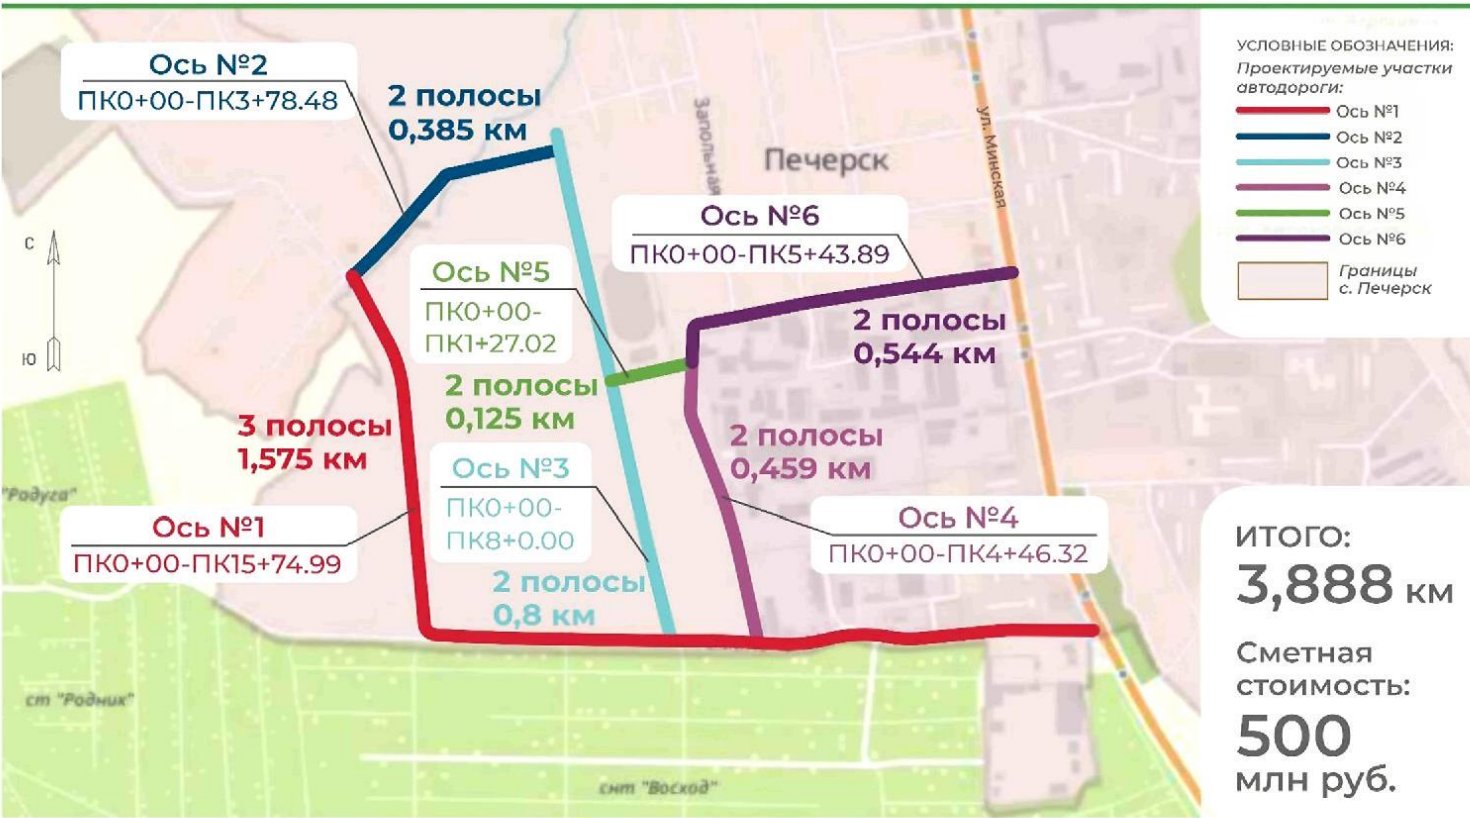 Ось №2
ПК0+00-ПК3+78.48
2 полосы
0,385 км
Запольная
Печерск
ул. Минская
С
Ю
Ось №6
ПК0+00-ПК5+43.89
2 полосы
0,544 км
Ось №5
ПК0+00-
ПК1+27.02
2 полосы
0,125 км
3 полосы
1,575 км
2 полосы
0,459 км
Ось №3
ПК0+00-
ПК8+0.00
2 полосы
0,8 км
"Радуга"
Ось №1
ПК0+00-ПК15+74.99
Ось №4
ПК0+00-ПК4+46.32
ст "Родник"
снт "Восход"
УСЛОВНЫЕ ОБОЗНАЧЕНИЯ:
Проектируемые участки
автодороги:
Ось №1
Ось №2
Ось №3
Ось №4
Ось №5
Ось №6
Границы
с. Печерск
ИТОГО:
3,888 км
Сметная
стоимость:
500
млн руб.